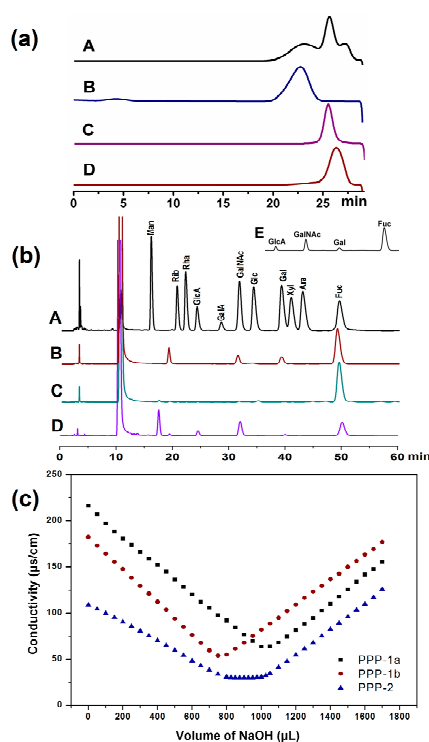 (a)
A
B
C
D
0 5 10 15 20 25 min
(b)
E
GlcA GalNAc Gal Fuc
Man Rib Rha GlcA GalA GalNAc Glc Gal Xyl Ara Fuc
A
B
C
D
0 10 20 30 40 50 60
min
(c)
250
200
150
100
50
0
Conductivity (μs/cm)
PPP-1a
PPP-1b
PPP-2
0 200 400 600 800 1000 1200 1400 1600 1800
Volume of NaOH (μL)